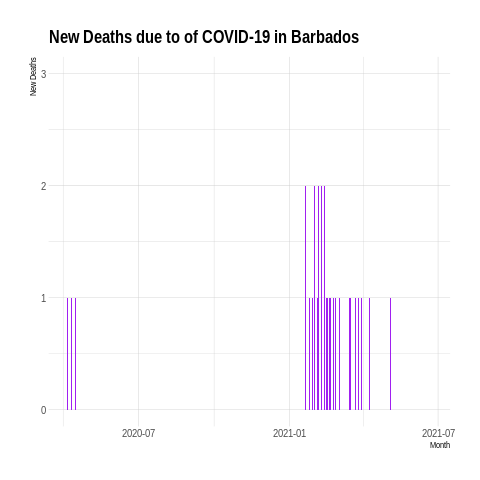 New Deaths due to of COVID-19 in Barbados
New Deaths
3
2
1
0
2020-07
2021-01
2021-07
Month